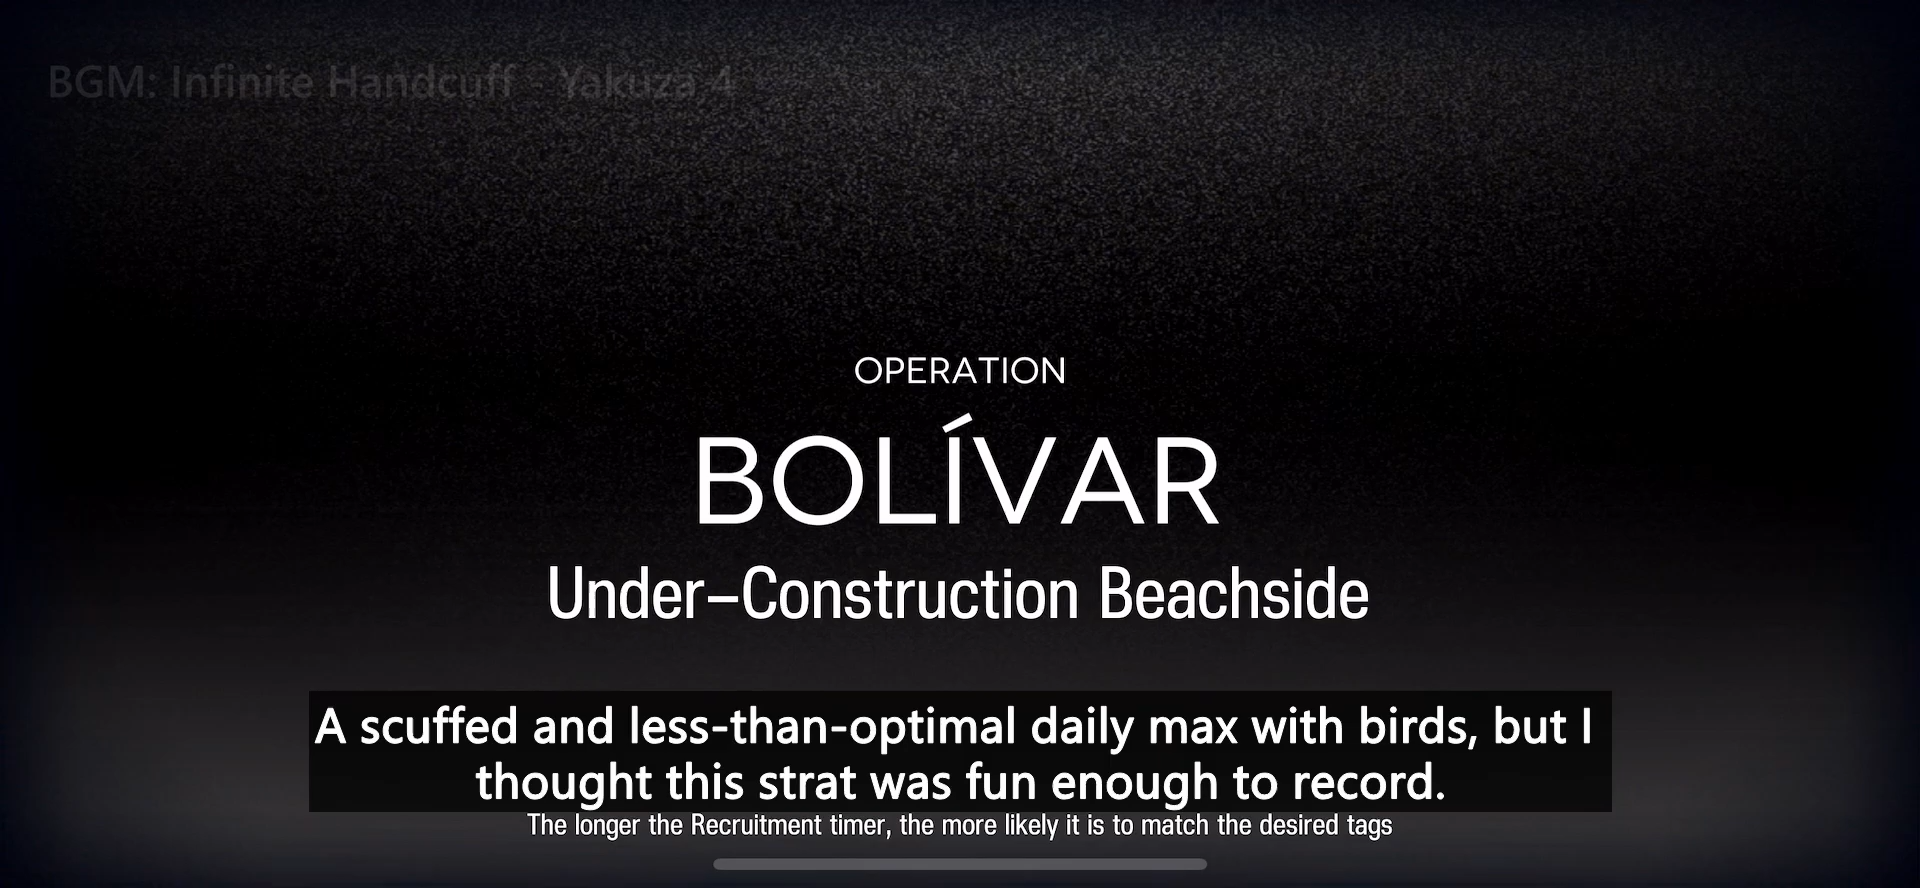 BGM: Infinite Handcuff - Yakuza 4
OPERATION
BOLÍVAR
Under-Construction Beachside
A scuffed and less-than-optimal daily max with birds, but I
thought this strat was fun enough to record.
The longer the Recruitment timer, the more likely it is to match the desired tags